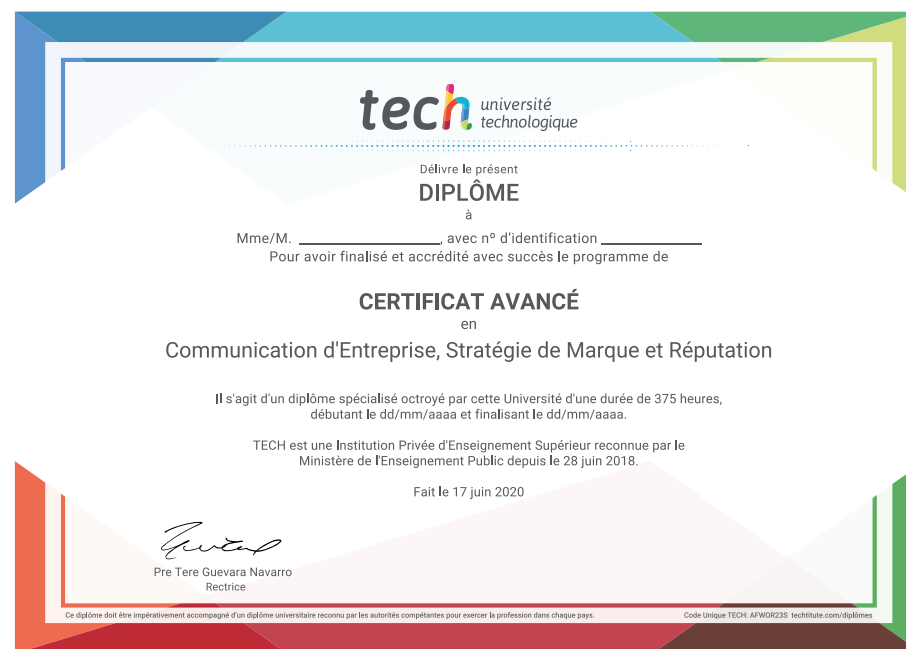 tech université
technologique
Délivre le présent
DIPLÔME
à
Mme/M. ____________, avec nº d'identification ____________
Pour avoir finalisé et accrédité avec succès le programme de
CERTIFICAT AVANCÉ
en
Communication d'Entreprise, Stratégie de Marque et Réputation
Il s'agit d'un diplôme spécialisé octroyé par cette Université d'une durée de 375 heures,
débutant le dd/mm/aaaa et finalisant le dd/mm/aaaa.
TECH est une Institution Privée d'Enseignement Supérieur reconnue par le
Ministère de l'Enseignement Public depuis le 28 juin 2018.
Fait le 17 juin 2020
Pre Tere Guevara Navarro
Rectrice
Ce diplôme doit être impérativement accompagné d'un diplôme universitaire reconnu par les autorités compétentes pour exercer la profession dans chaque pays.
Code Unique TECH: AFWOR23S techtitute.com/diplômes